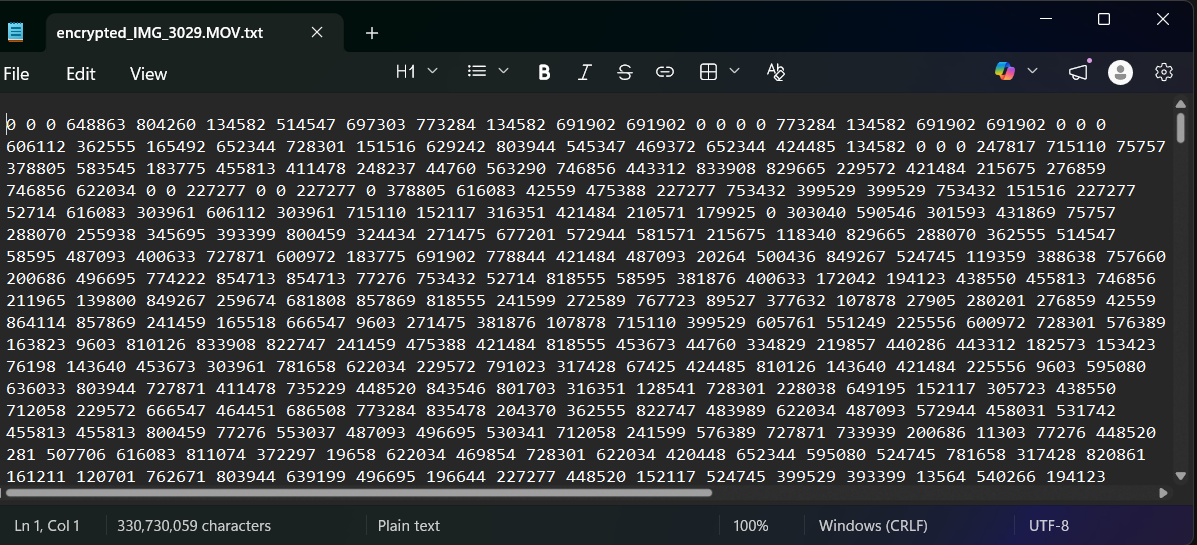 encrypted_IMG_3029.MOV.txt
File Edit View H1 B I S
0 0 0 648863 804260 134582 514547 697303 773284 134582 691902 691902 0 0 0 0 773284 134582 691902 691902 0 0 0
606112 362555 165492 652344 728301 151516 629242 803944 545347 469372 652344 424485 134582 0 0 0 247817 715110 75757
378805 583545 183775 455813 411478 248237 44760 563290 746856 443312 833908 829665 229572 421484 215675 276859
746856 622034 0 0 227277 0 0 227277 0 378805 616083 42559 475388 227277 753432 399529 399529 753432 151516 227277
52714 616083 303961 606112 303961 715110 152117 316351 421484 210571 179925 0 303040 590546 301593 431869 75757
288070 255938 345695 393399 800459 324434 271475 677201 572944 581571 215675 118340 829665 288070 362555 514547
58595 487093 400633 727871 600972 183775 691902 778844 421484 487093 20264 500436 849267 524745 119359 388638 757660
200686 496695 774222 854713 854713 77276 753432 52714 818555 58595 381876 400633 172042 194123 438550 455813 746856
211965 139800 849267 259674 681808 857869 818555 241599 272589 767723 89527 377632 107878 27905 280201 276859 42559
864114 857869 241459 165518 666547 9603 271475 381876 107878 715110 399529 605761 551249 225556 600972 728301 576389
163823 9603 810126 833908 822747 241459 475388 421484 818555 453673 44760 334829 219857 440286 443312 182573 153423
76198 143640 453673 303961 781658 622034 229572 791023 317428 67425 424485 810126 143640 421484 225556 9603 595080
636033 803944 727871 411478 735229 448520 843546 801703 316351 128541 728301 228038 649195 152117 305723 438550
712058 229572 666547 464451 686508 773284 835478 204370 362555 822747 483989 622034 487093 572944 458031 531742
455813 455813 800459 77276 553037 487093 496695 530341 712058 241599 576389 727871 733939 200686 11303 77276 448520
281 507706 616083 811074 372297 19658 622034 469854 728301 622034 420448 652344 595080 524745 781658 317428 820861
161211 120701 762671 803944 639199 496695 196644 227277 448520 152117 524745 399529 393399 13564 540266 194123
Ln 1, Col 1 330,730,059 characters Plain text 100% Windows (CRLF) UTF-8